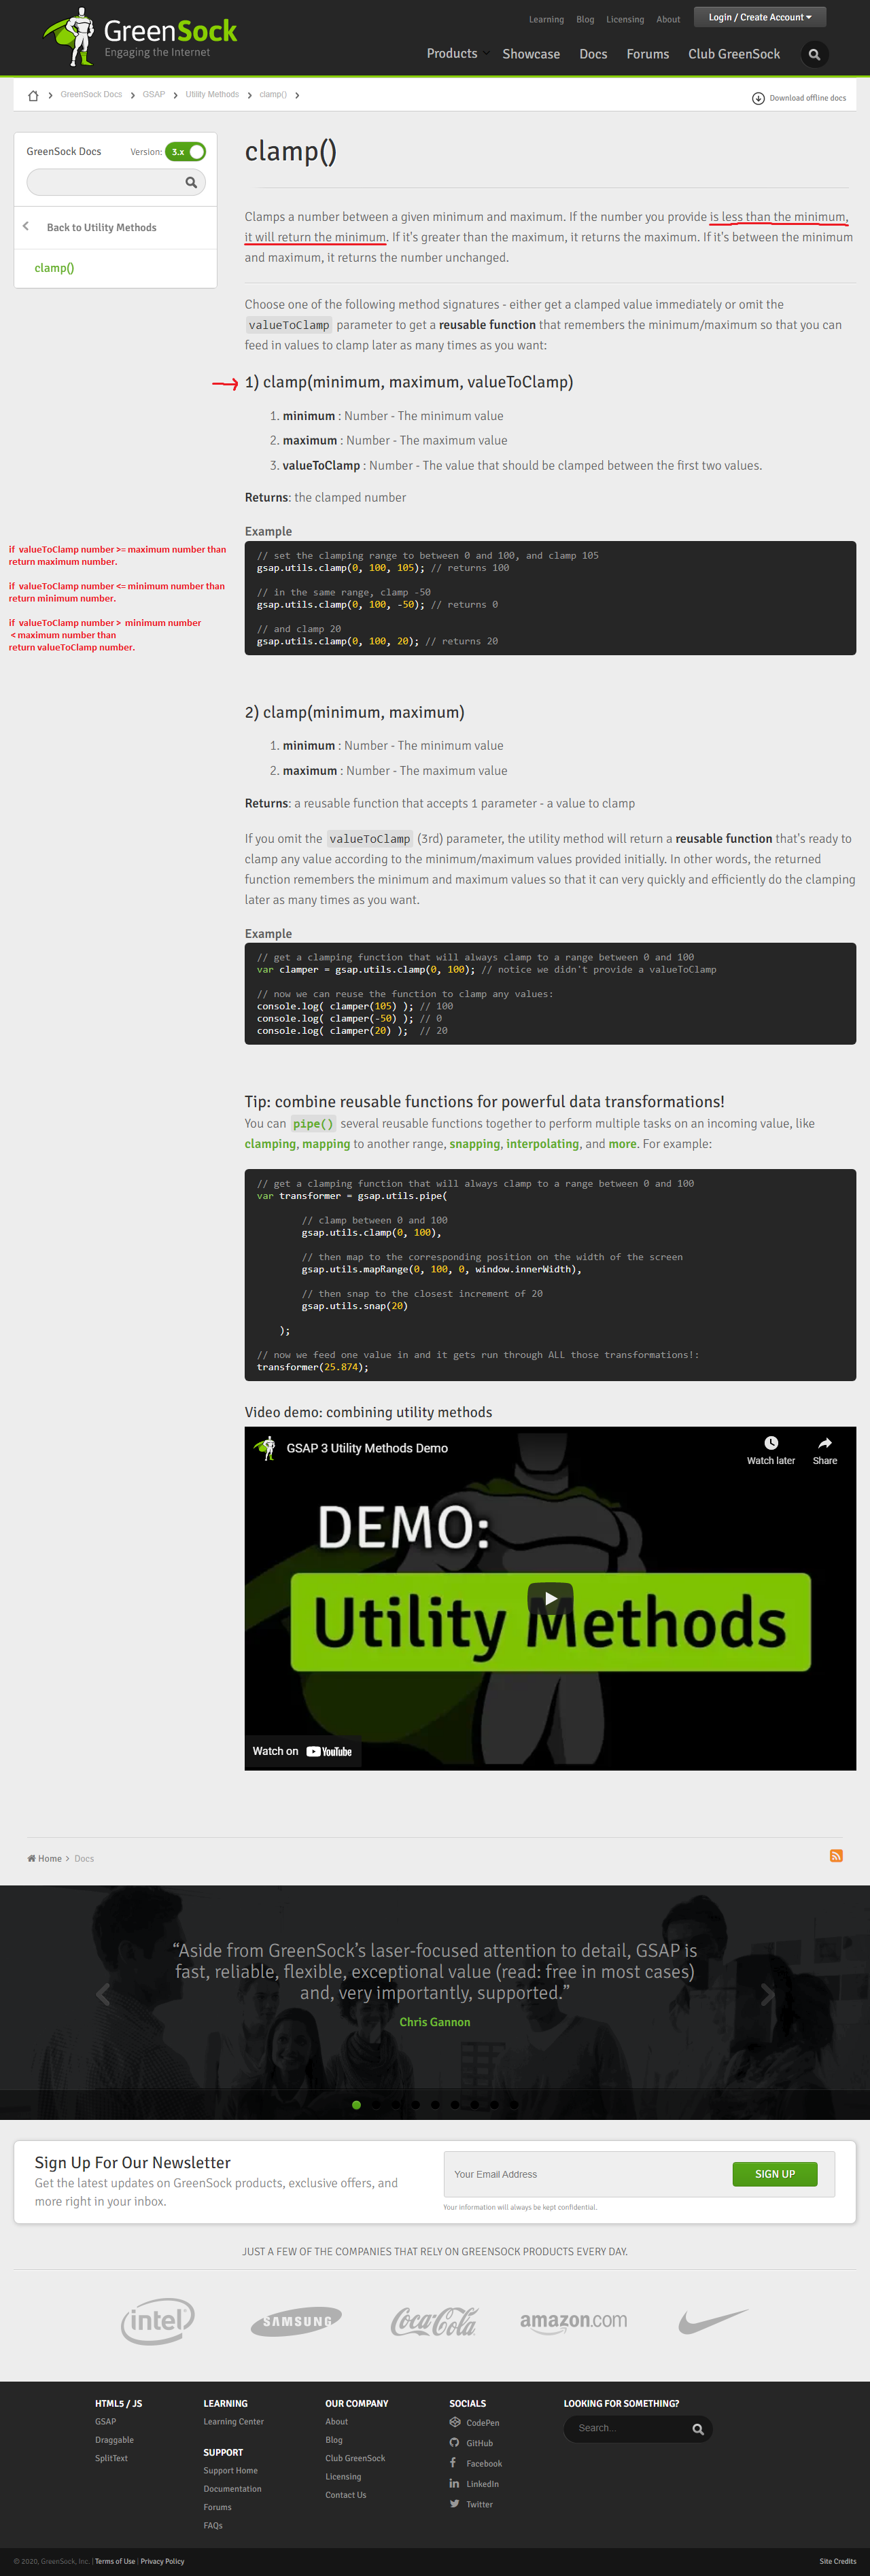 GreenSock
Engaging the Internet
Learning Blog Licensing About Login / Create Account
Products Showcase Docs Forums Club GreenSock
GreenSock Docs GSAP Utility Methods clamp()
Download offline docs
GreenSock Docs Version: 3.x
Back to Utility Methods
clamp()
clamp()
Clamps a number between a given minimum and maximum. If the number you provide is less than the minimum,
it will return the minimum. If it's greater than the maximum, it returns the maximum. If it's between the minimum
and maximum, it returns the number unchanged.
Choose one of the following method signatures - either get a clamped value immediately or omit the
valueToClamp parameter to get a reusable function that remembers the minimum/maximum so that you can
feed in values to clamp later as many times as you want:
1) clamp(minimum, maximum, valueToClamp)
1. minimum : Number - The minimum value
2. maximum : Number - The maximum value
3. valueToClamp : Number - The value that should be clamped between the first two values.
Returns: the clamped number
if valueToClamp number >= maximum number than
return maximum number.
if valueToClamp number <= minimum number than
return minimum number.
if valueToClamp number > minimum number
< maximum number than
return valueToClamp number.
Example
// set the clamping range to between 0 and 100, and clamp 105
gsap.utils.clamp(0, 100, 105); // returns 100
// in the same range, clamp -50
gsap.utils.clamp(0, 100, -50); // returns 0
// and clamp 20
gsap.utils.clamp(0, 100, 20); // returns 20
2) clamp(minimum, maximum)
1. minimum : Number - The minimum value
2. maximum : Number - The maximum value
Returns: a reusable function that accepts 1 parameter - a value to clamp
If you omit the valueToClamp (3rd) parameter, the utility method will return a reusable function that's ready to
clamp any value according to the minimum/maximum values provided initially. In other words, the returned
function remembers the minimum and maximum values so that it can very quickly and efficiently do the clamping
later as many times as you want.
Example
// get a clamping function that will always clamp to a range between 0 and 100
var clamper = gsap.utils.clamp(0, 100); // notice we didn't provide a valueToClamp
// now we can reuse the function to clamp any values:
console.log( clamper(105) ); // 100
console.log( clamper(-50) ); // 0
console.log( clamper(20) );  // 20
Tip: combine reusable functions for powerful data transformations!
You can pipe() several reusable functions together to perform multiple tasks on an incoming value, like
clamping, mapping to another range, snapping, interpolating, and more. For example:
// get a clamping function that will always clamp to a range between 0 and 100
var transformer = gsap.utils.pipe(
// clamp between 0 and 100
gsap.utils.clamp(0, 100),
// then map to the corresponding position on the width of the screen
gsap.utils.mapRange(0, 100, 0, window.innerWidth),
// then snap to the closest increment of 20
gsap.utils.snap(20)
);
// now we feed one value in and it gets run through ALL those transformations!:
transformer(25.874);
Video demo: combining utility methods
GSAP 3 Utility Methods Demo
Watch later Share
DEMO:
Utility Methods
Watch on YouTube
Home Docs
“Aside from GreenSock’s laser-focused attention to detail, GSAP is
fast, reliable, flexible, exceptional value (read: free in most cases)
and, very importantly, supported.”
Chris Gannon
Sign Up For Our Newsletter
Get the latest updates on GreenSock products, exclusive offers, and
more right in your inbox.
Your Email Address SIGN UP
Your information will always be kept confidential.
JUST A FEW OF THE COMPANIES THAT RELY ON GREENSOCK PRODUCTS EVERY DAY.
intel SAMSUNG Coca-Cola amazon.com
HTML5 / JS
GSAP
Draggable
SplitText
LEARNING
Learning Center
SUPPORT
Support Home
Documentation
Forums
FAQs
OUR COMPANY
About
Blog
Club GreenSock
Licensing
Contact Us
SOCIALS
CodePen
GitHub
Facebook
LinkedIn
Twitter
LOOKING FOR SOMETHING?
Search...
© 2020, GreenSock, Inc. | Terms of Use | Privacy Policy
Site Credits